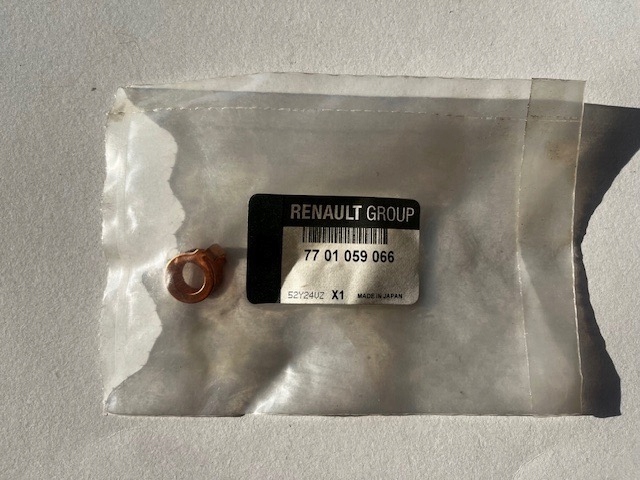 RENAULT GROUP
77 01 059 066
52Y24UZ X1 MADE IN JAPAN